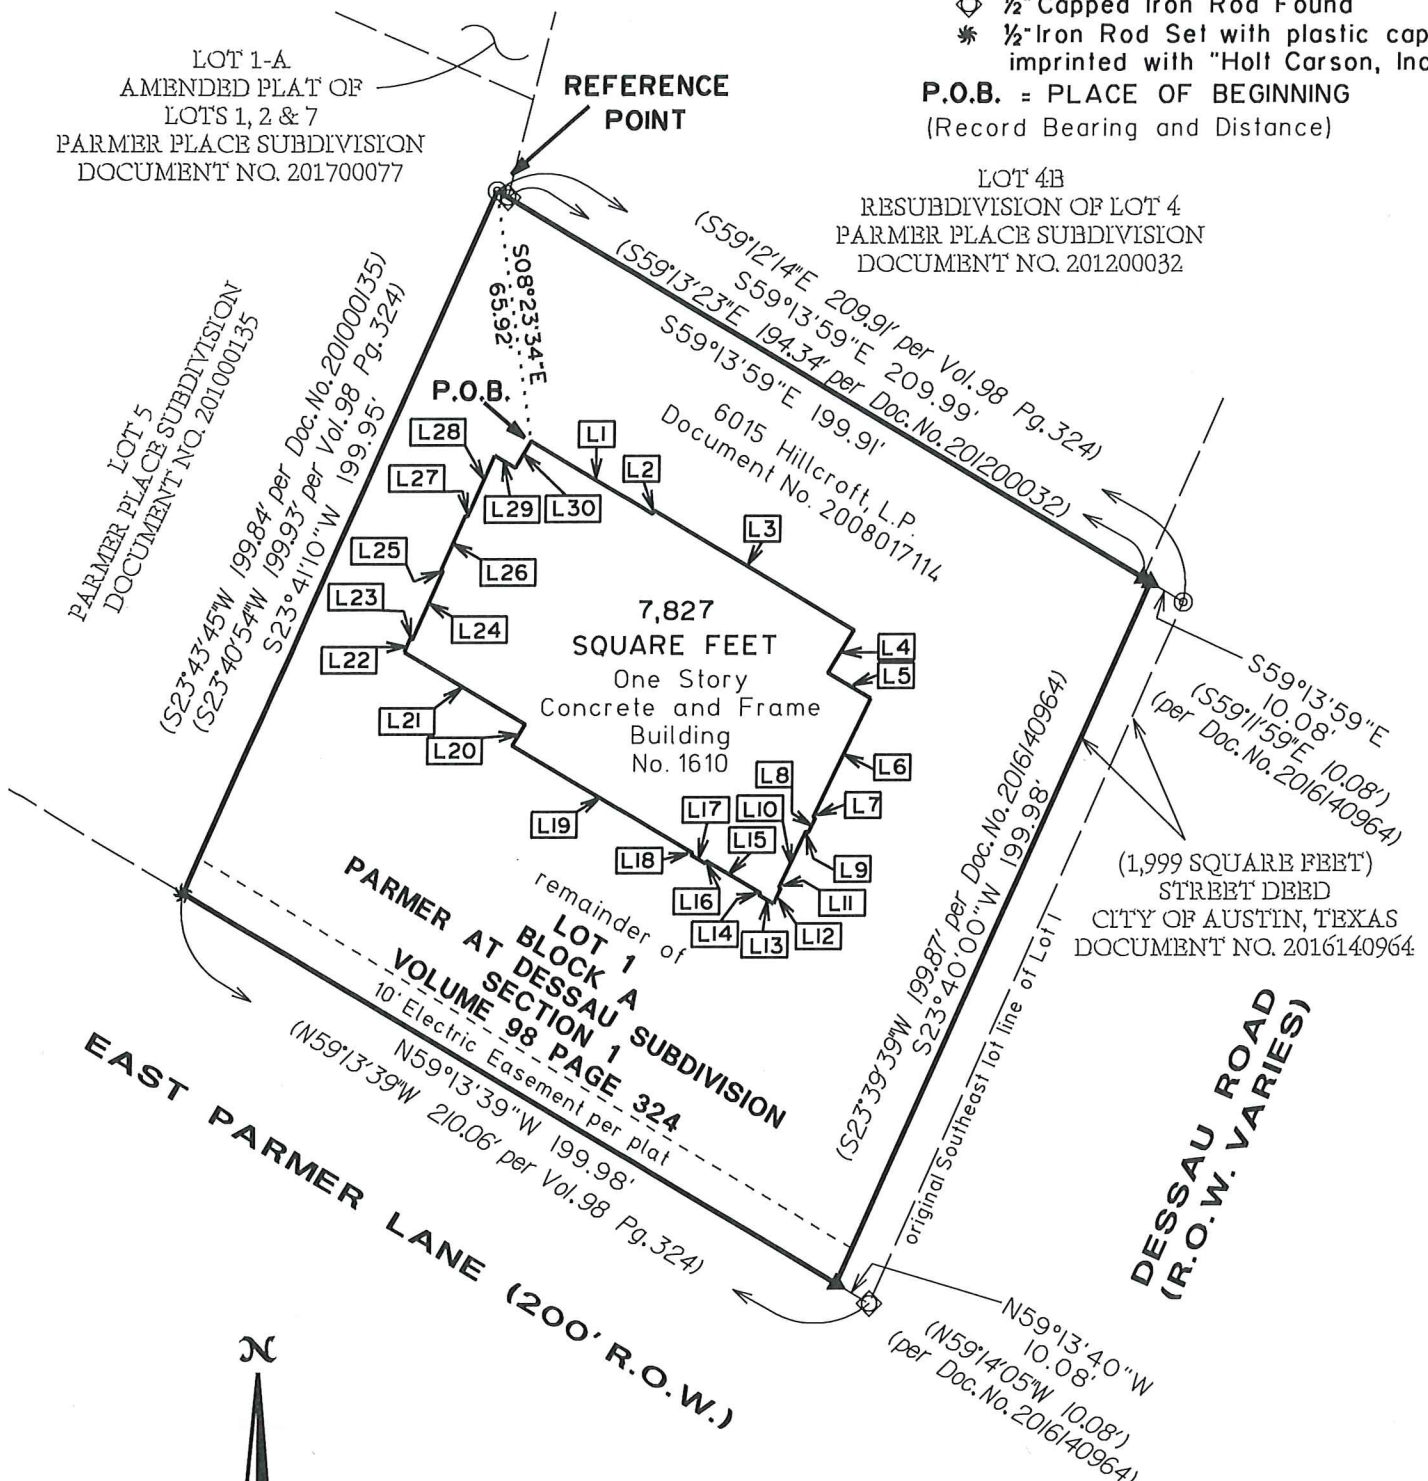 ½" Capped Iron Rod Found
½" Iron Rod Set with plastic cap
imprinted with "Holt Carson, Inc
P.O.B. = PLACE OF BEGINNING
(Record Bearing and Distance)
LOT 1-A
AMENDED PLAT OF
LOTS 1, 2 & 7
PARMER PLACE SUBDIVISION
DOCUMENT NO. 201700077
REFERENCE
POINT
LOT 4B
RESUBDIVISION OF LOT 4
PARMER PLACE SUBDIVISION
DOCUMENT NO. 201200032
(S59°12'14"E 209.91' per Vol.98 Pg.324)
S59°13'59"E 209.99'
(S59°13'23"E 194.34' per Doc.No.201200032)
S59°13'59"E 199.91'
S08°23'34"E
65.92'
LOT 5
PARMER PLACE SUBDIVISION
DOCUMENT NO. 201000135
(S23°43'45"W 199.84' per Doc.No.201000135)
(S23°40'54"W 199.93' per Vol.98 Pg.324)
S23°41'10"W 199.95'
P.O.B.
6015 Hillcroft, L.P.
Document No. 2008017114
L28
L1
L2
L27
L29
L30
L3
L25
L26
L23
L24
L22
L4
L5
L21
L20
7,827
SQUARE FEET
One Story
Concrete and Frame
Building
No. 1610
L6
L8
L7
L10
L17
L19
L15
L18
L9
L16
L11
L14
L13
L12
S59°13'59"E
10.08'
(S59°11'59"E 10.08')
(per Doc.No.2016140964)
(S23°39'39"W 199.87' per Doc.No.2016140964)
S23°40'00"W 199.98'
original Southeast lot line of Lot 1
(1,999 SQUARE FEET)
STREET DEED
CITY OF AUSTIN, TEXAS
DOCUMENT NO. 2016140964
remainder of
LOT 1
BLOCK A
PARMER AT DESSAU SUBDIVISION
SECTION 1
VOLUME 98 PAGE 324
10' Electric Easement per plat
N59°13'39"W 199.98'
(N59°13'39"W 210.06' per Vol.98 Pg.324)
EAST PARMER LANE (200' R.O.W.)
DESSAU ROAD
(R.O.W. VARIES)
N59°13'40"W
10.08'
(N59°14'05"W 10.08')
(per Doc.No.2016140964)
N